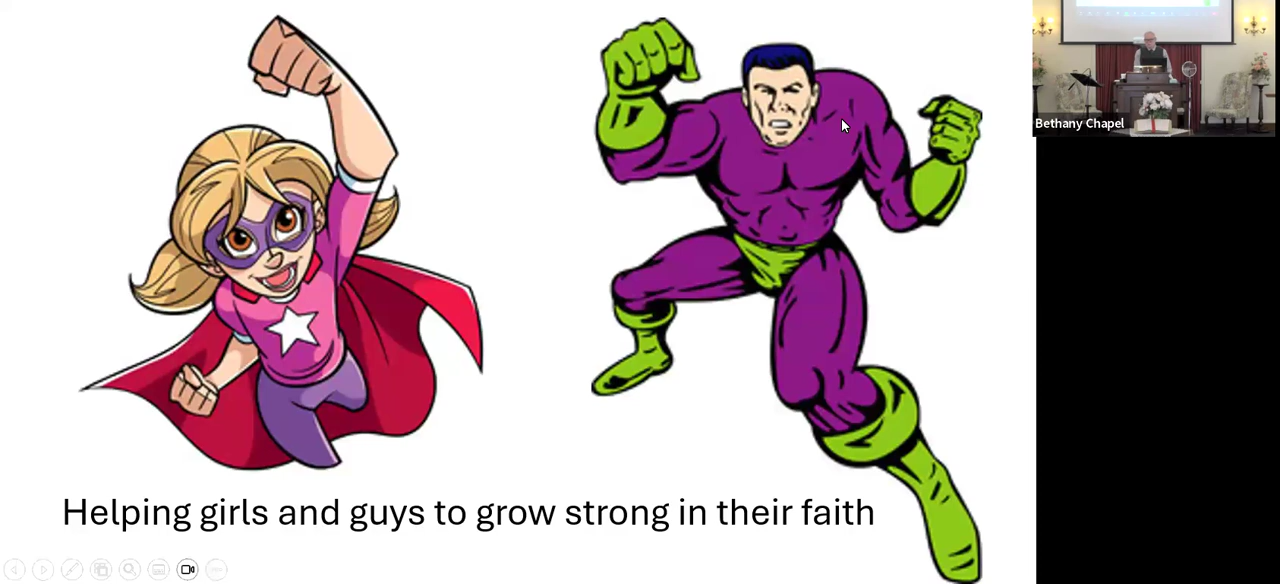 Bethany Chapel
Helping girls and guys to grow strong in their faith